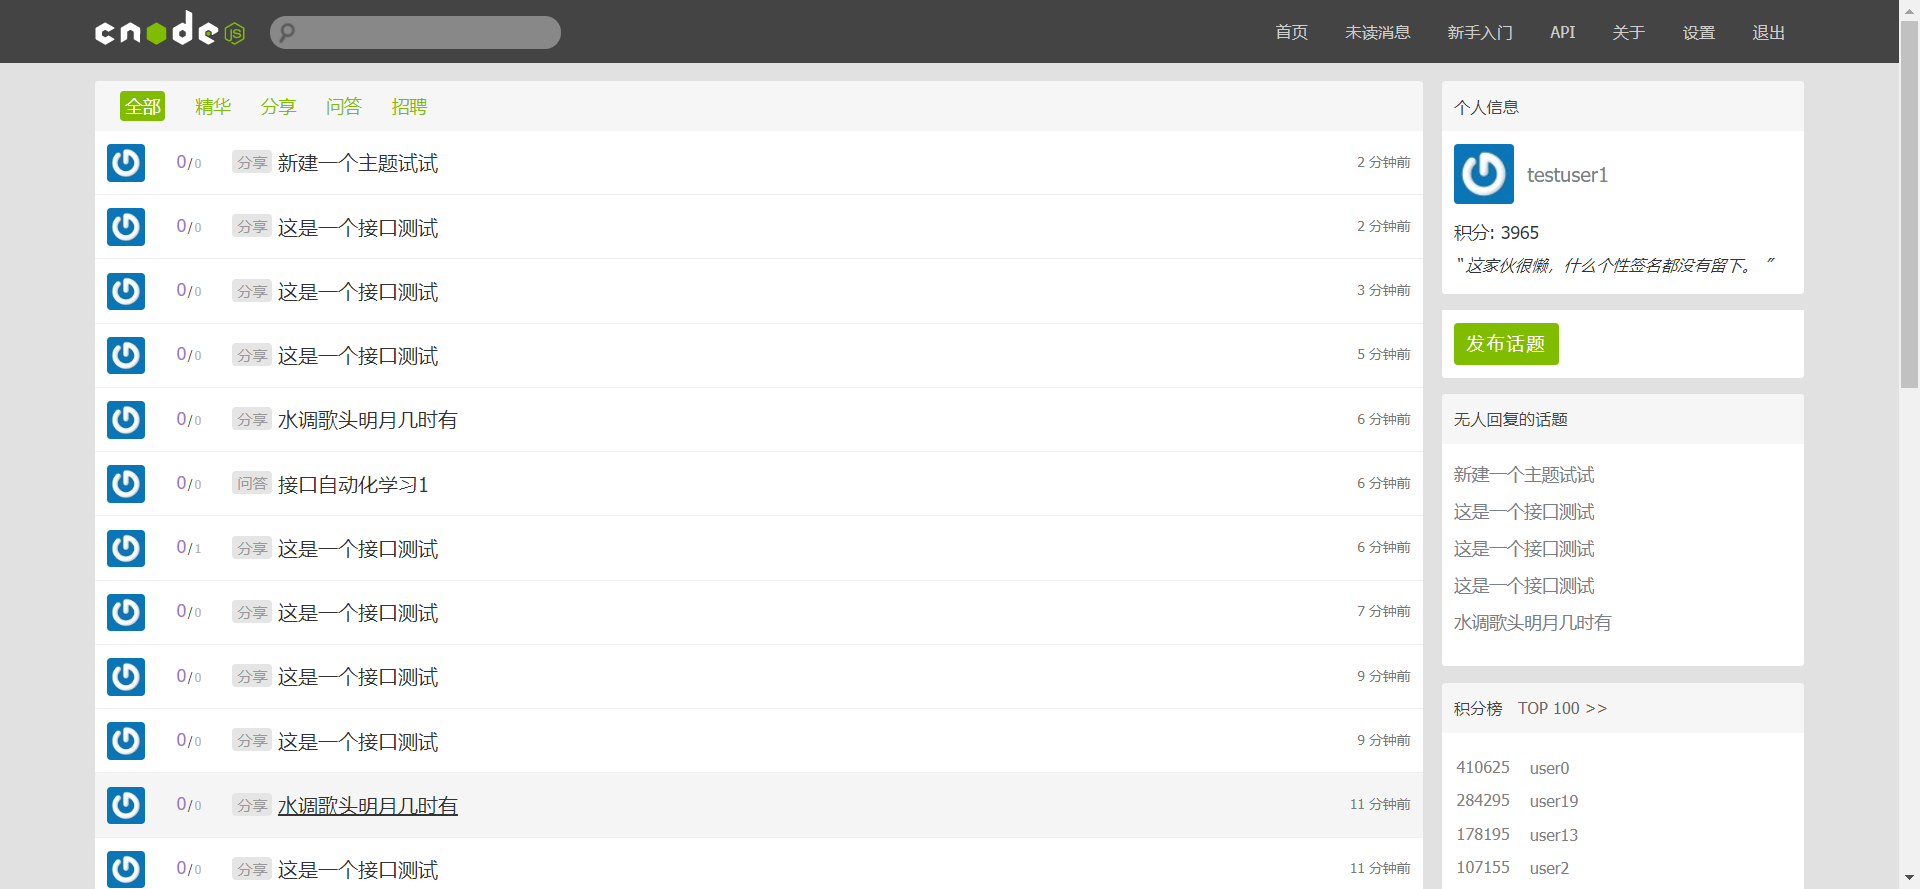 cnode JS
首页 未读消息 新手入门 API 关于 设置 退出
全部 精华 分享 问答 招聘
0/0 分享 新建一个主题试试 2 分钟前
0/0 分享 这是一个接口测试 2 分钟前
0/0 分享 这是一个接口测试 3 分钟前
0/0 分享 这是一个接口测试 5 分钟前
0/0 分享 水调歌头明月几时有 6 分钟前
0/0 问答 接口自动化学习1 6 分钟前
0/1 分享 这是一个接口测试 6 分钟前
0/0 分享 这是一个接口测试 7 分钟前
0/0 分享 这是一个接口测试 9 分钟前
0/0 分享 这是一个接口测试 9 分钟前
0/0 分享 水调歌头明月几时有 11 分钟前
0/0 分享 这是一个接口测试 11 分钟前
个人信息
testuser1
积分: 3965
“ 这家伙很懒，什么个性签名都没有留下。 ”
发布话题
无人回复的话题
新建一个主题试试
这是一个接口测试
这是一个接口测试
这是一个接口测试
水调歌头明月几时有
积分榜 TOP 100 >>
410625 user0
284295 user19
178195 user13
107155 user2